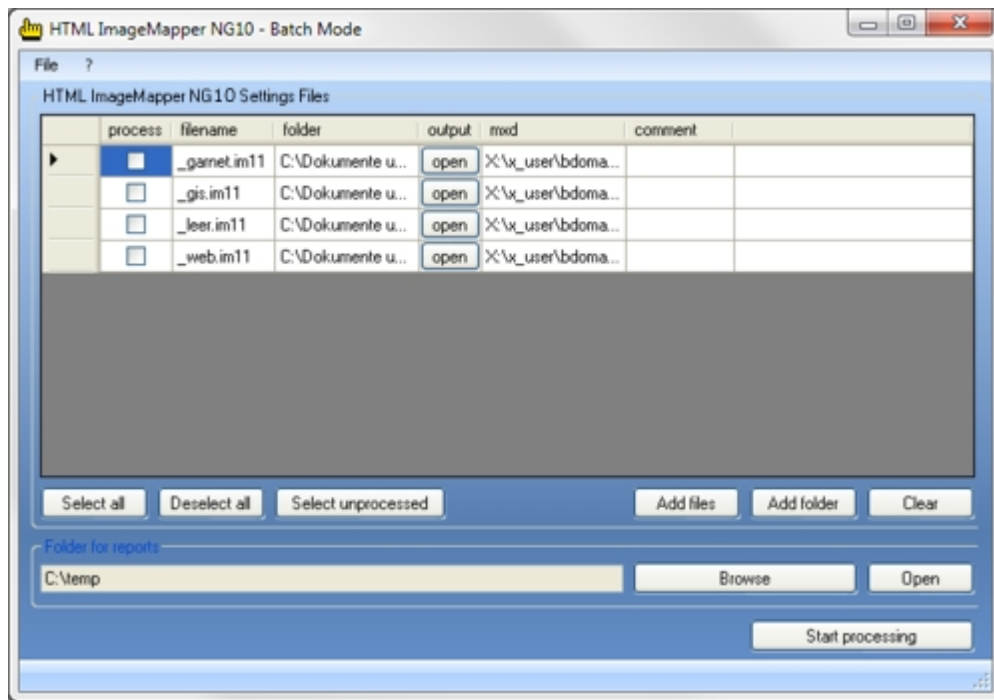 HTML ImageMapper NG10 - Batch Mode
File ?
HTML ImageMapper NG10 Settings Files
process filename folder output mxd comment
_garnet.im11 C:\Dokumente u... open X:\x_user\bdoma...
_gis.im11 C:\Dokumente u... open X:\x_user\bdoma...
_leer.im11 C:\Dokumente u... open X:\x_user\bdoma...
_web.im11 C:\Dokumente u... open X:\x_user\bdoma...
Select all Deselect all Select unprocessed Add files Add folder Clear
Folder for reports
C:\temp Browse Open
Start processing